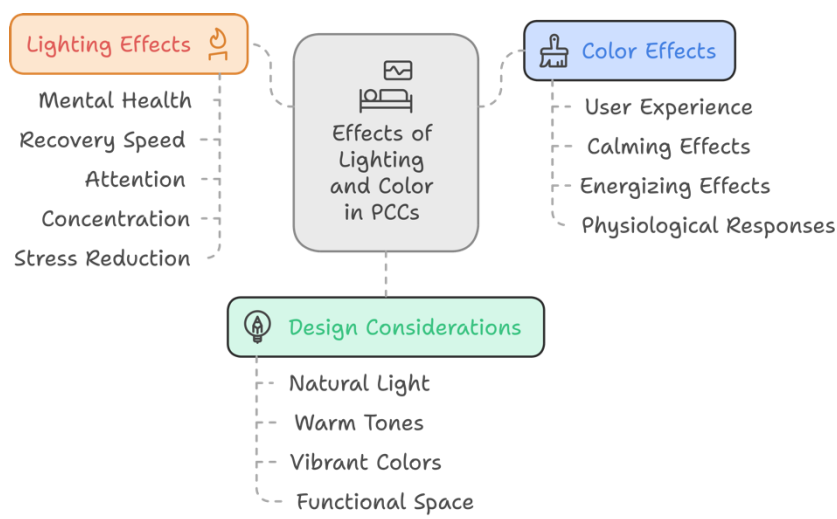 Lighting Effects
Mental Health
Recovery Speed
Attention
Concentration
Stress Reduction
Effects of
Lighting
and Color
in PCCs
Color Effects
User Experience
Calming Effects
Energizing Effects
Physiological Responses
Design Considerations
Natural Light
Warm Tones
Vibrant Colors
Functional Space